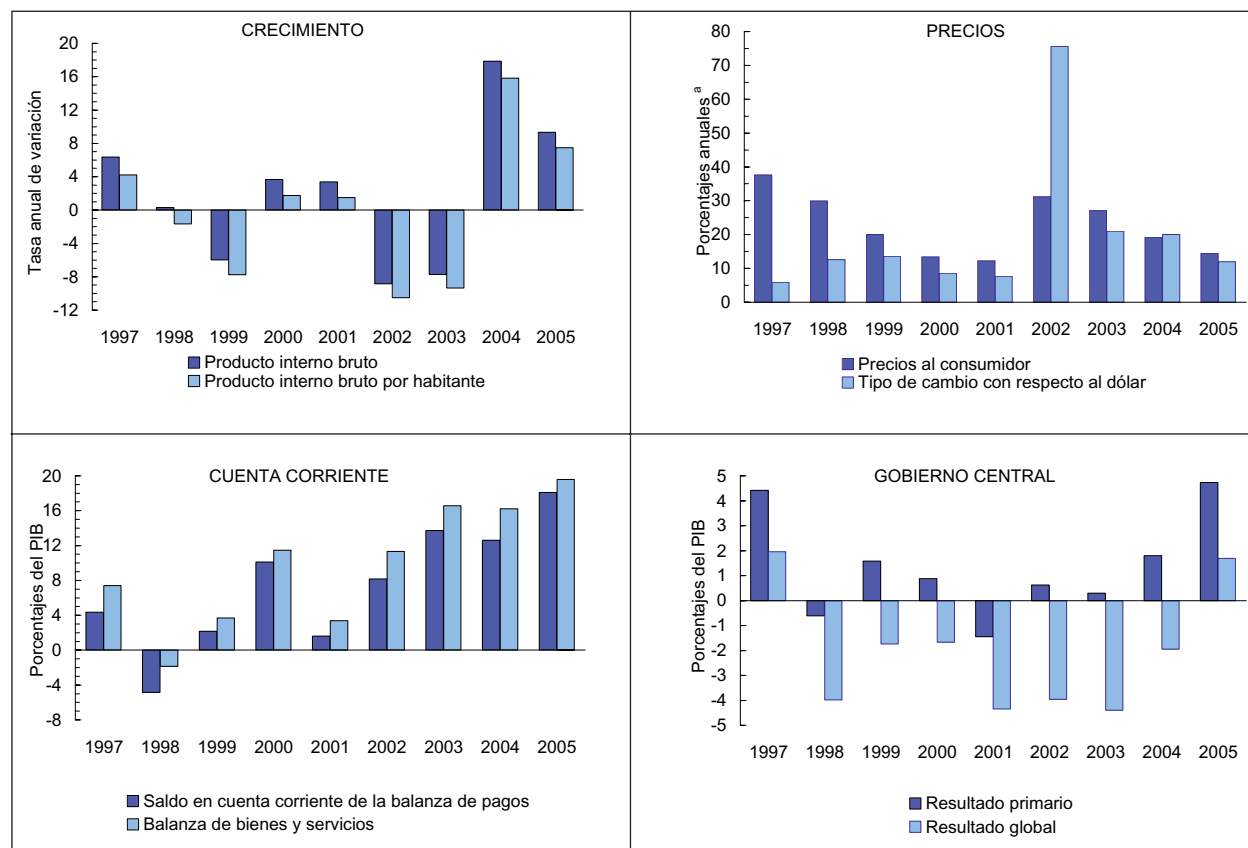 CRECIMIENTO
Tasa anual de variación
20
16
12
8
4
0
-4
-8
-12
1997 1998 1999 2000 2001 2002 2003 2004 2005
Producto interno bruto
Producto interno bruto por habitante
PRECIOS
Porcentajes anuales a
80
70
60
50
40
30
20
10
0
1997 1998 1999 2000 2001 2002 2003 2004 2005
Precios al consumidor
Tipo de cambio con respecto al dólar
CUENTA CORRIENTE
Porcentajes del PIB
20
16
12
8
4
0
-4
-8
1997 1998 1999 2000 2001 2002 2003 2004 2005
Saldo en cuenta corriente de la balanza de pagos
Balanza de bienes y servicios
GOBIERNO CENTRAL
Porcentajes del PIB
5
4
3
2
1
0
-1
-2
-3
-4
-5
1997 1998 1999 2000 2001 2002 2003 2004 2005
Resultado primario
Resultado global